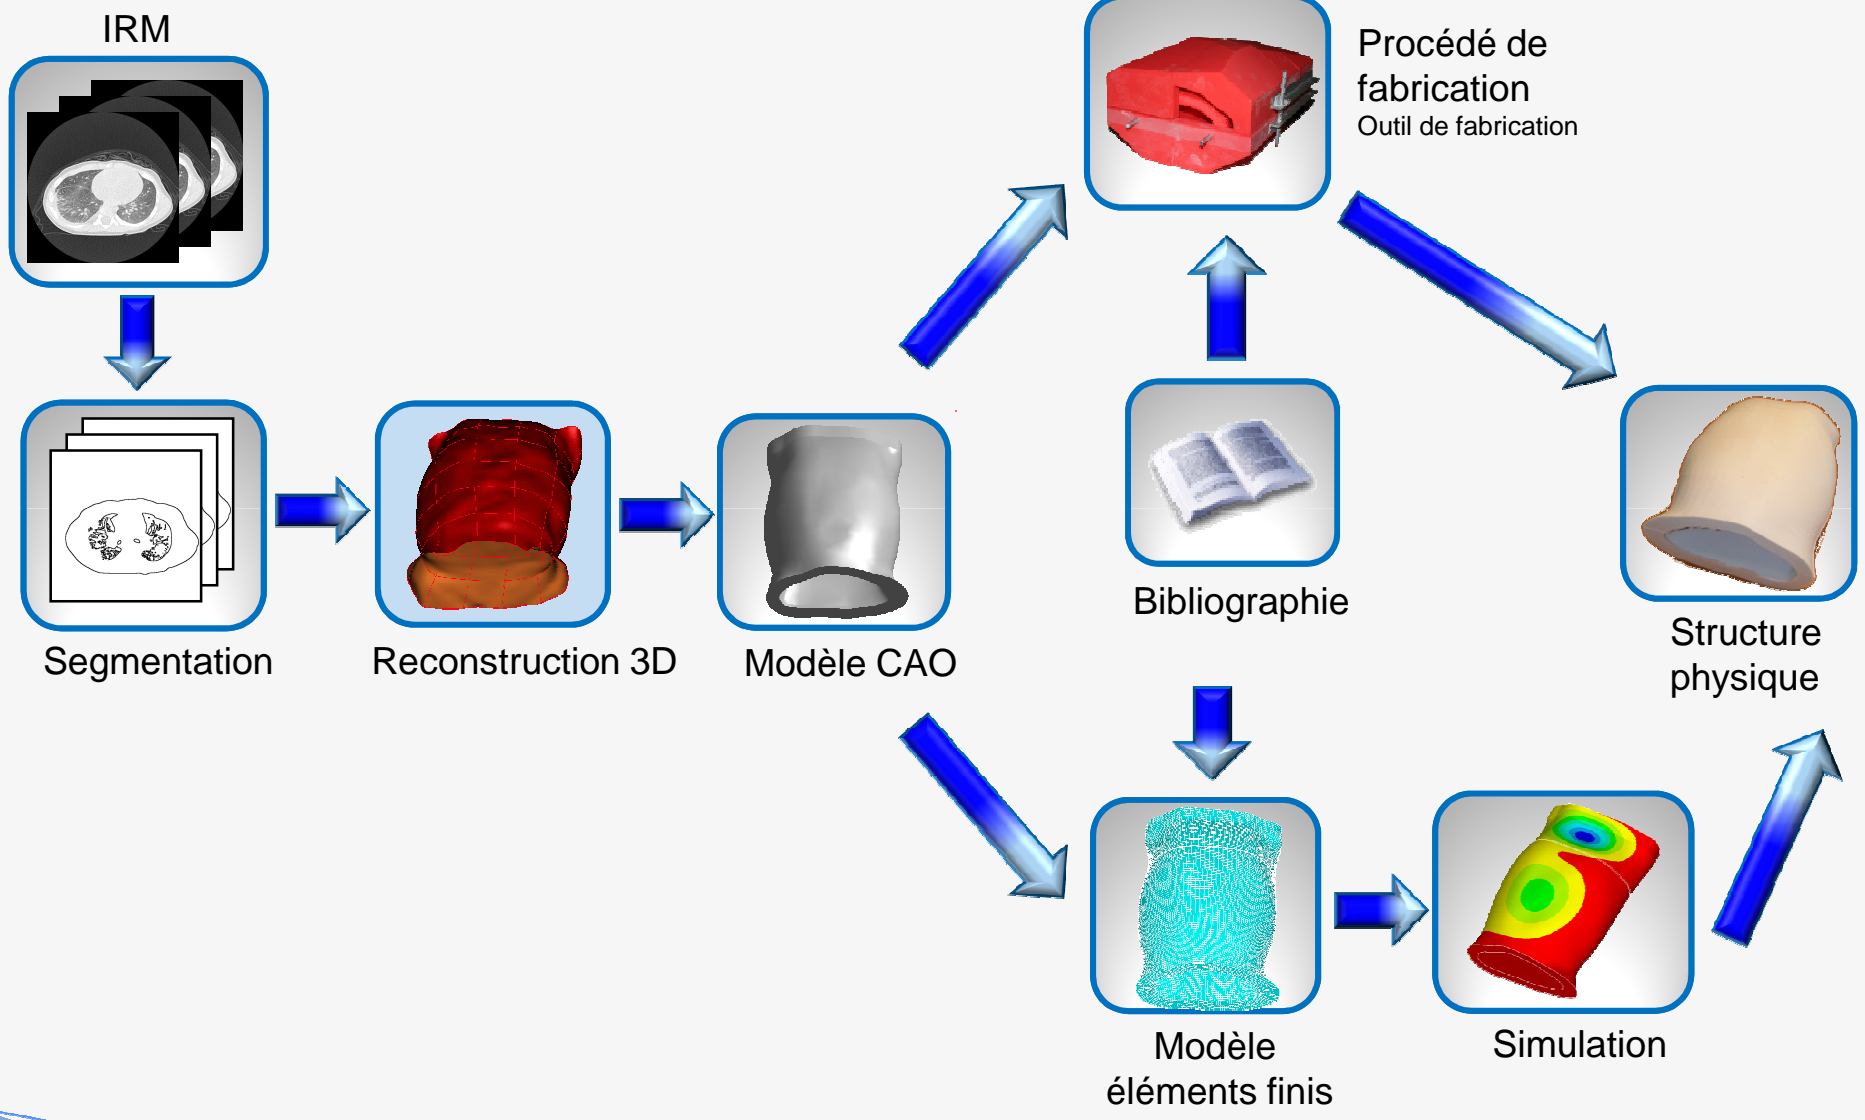 IRM
Procédé de
fabrication
Outil de fabrication
Segmentation
Reconstruction 3D
Modèle CAO
Bibliographie
Structure
physique
Modèle
éléments finis
Simulation